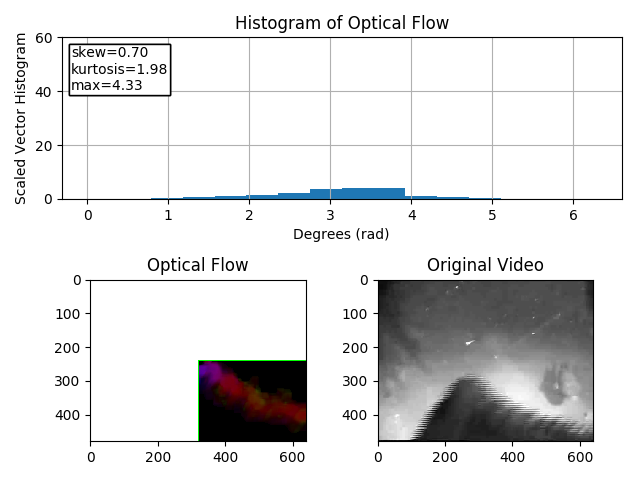 Histogram of Optical Flow
Scaled Vector Histogram
60
40
20
0
skew=0.70
kurtosis=1.98
max=4.33
0 1 2 3 4 5 6
Degrees (rad)
Optical Flow
0
100
200
300
400
0 200 400 600
Original Video
0
100
200
300
400
0 200 400 600